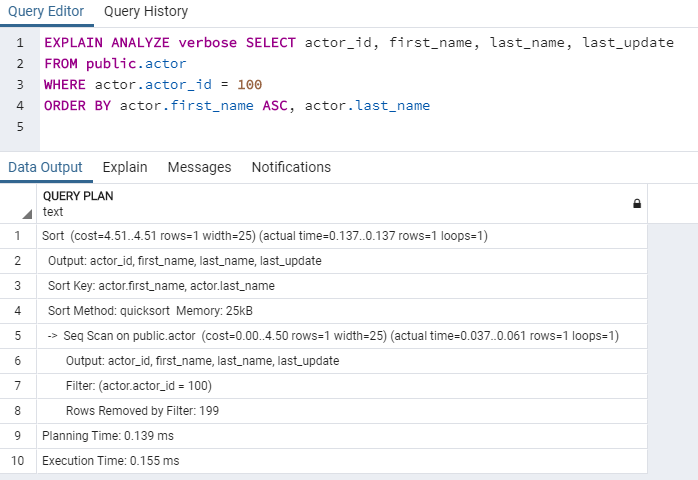 Query Editor Query History
1 EXPLAIN ANALYZE verbose SELECT actor_id, first_name, last_name, last_update
2 FROM public.actor
3 WHERE actor.actor_id = 100
4 ORDER BY actor.first_name ASC, actor.last_name
5
Data Output Explain Messages Notifications
QUERY PLAN
text
1 Sort (cost=4.51..4.51 rows=1 width=25) (actual time=0.137..0.137 rows=1 loops=1)
2 Output: actor_id, first_name, last_name, last_update
3 Sort Key: actor.first_name, actor.last_name
4 Sort Method: quicksort Memory: 25kB
5 -> Seq Scan on public.actor (cost=0.00..4.50 rows=1 width=25) (actual time=0.037..0.061 rows=1 loops=1)
6 Output: actor_id, first_name, last_name, last_update
7 Filter: (actor.actor_id = 100)
8 Rows Removed by Filter: 199
9 Planning Time: 0.139 ms
10 Execution Time: 0.155 ms